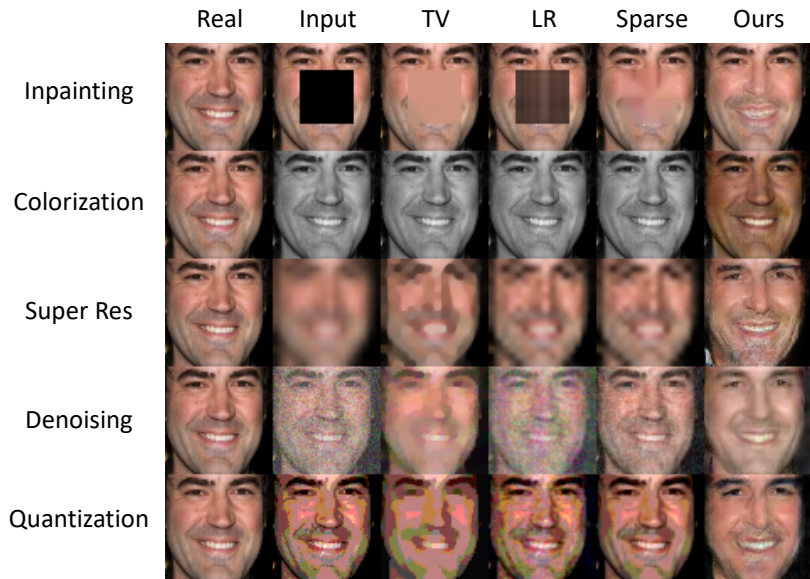 Real Input TV LR Sparse Ours
Inpainting
Colorization
Super Res
Denoising
Quantization